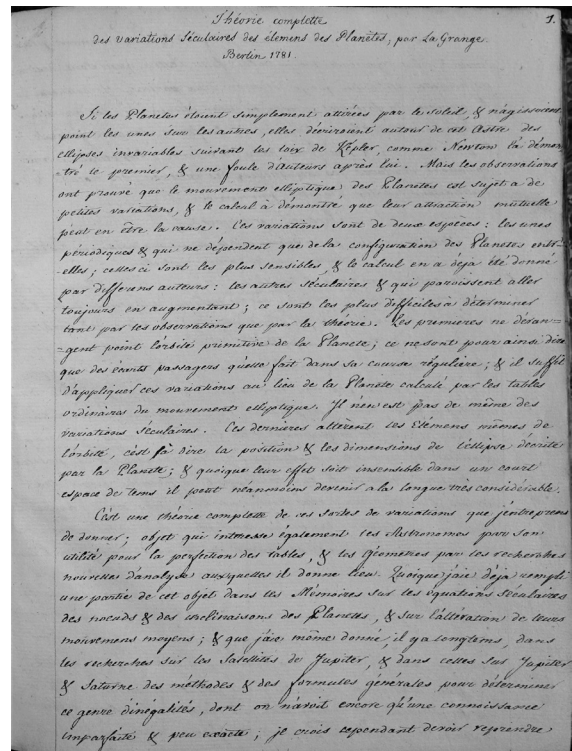 1.
Théorie complette
des variations Séculaires des élemens des Planètes, par La Grange.
Berlin 1781.
Si les Planetes étoient simplement attirées par le soleil, & n'agissoient
point les unes sur les autres, elles décriroient autour de cet Astre des
ellipses invariables suivant les loix de Képler, comme Newton l'a démon
tré le premier, & une foule d'auteurs après lui. Mais les observations
ont prouvé que le mouvement elliptique des Planetes est sujet a de
petites variations, & le calcul à démontré que leur attraction mutuelle
peut en être la cause. Ces variations sont de deux espèces: les unes
périodiques & qui ne dépendent que de la configuration des Planetes entr-
elles; celles ci sont les plus sensibles, & le calcul en a déja été donné
par differens auteurs: les autres séculaires & qui paroissent aller
toujours en augmentant; ce sont les plus difficiles à déterminer
tant par les observations que par la théorie. Les premieres ne déran-
=gent point l'orbite primitive de la Planete; ce ne sont pour ainsi dire
que des écarts passagers qu'elle fait dans sa course régulière; & il suffit
d'appliquer ces variations au lieu de la Planete calculé par les tables
ordinaires du mouvement elliptique. Il n'en est pas de même des
variations séculaires. Ces dernieres altèrent les Elémens mêmes de
l'orbite, c'est à dire la position & les dimensions de l'ellipse décrite
par la Planete; & quoique leur effet soit insensible dans un court
espace de tems il peut néanmoins devenir a la longue très considérable.
C'est une théorie complette de ces sortes de variations que j'entreprens
de donner; objet qui intéresse également les Astronomes par son
utilité pour la perfection des tables, & les Géometres par les recherches
nouvelles d'analyse auxquelles il donne lieu. Quoique j'aie déja rempli
une partie de cet objet dans les Mémoires sur les équations séculaires
des nœuds & des inclinaisons des Planetes, & sur l'altération de leurs
mouvemens moyens; & que j'aie même donné, il y a longtems, dans
les recherches sur les Satellites de Jupiter, & dans celles sur Jupiter
& Saturne des méthodes & des formules générales pour déterminer
ce genre d'inégalités, dont on n'avoit encore qu'une connoissance
imparfaite & peu exacte; je crois cependant devoir reprendre